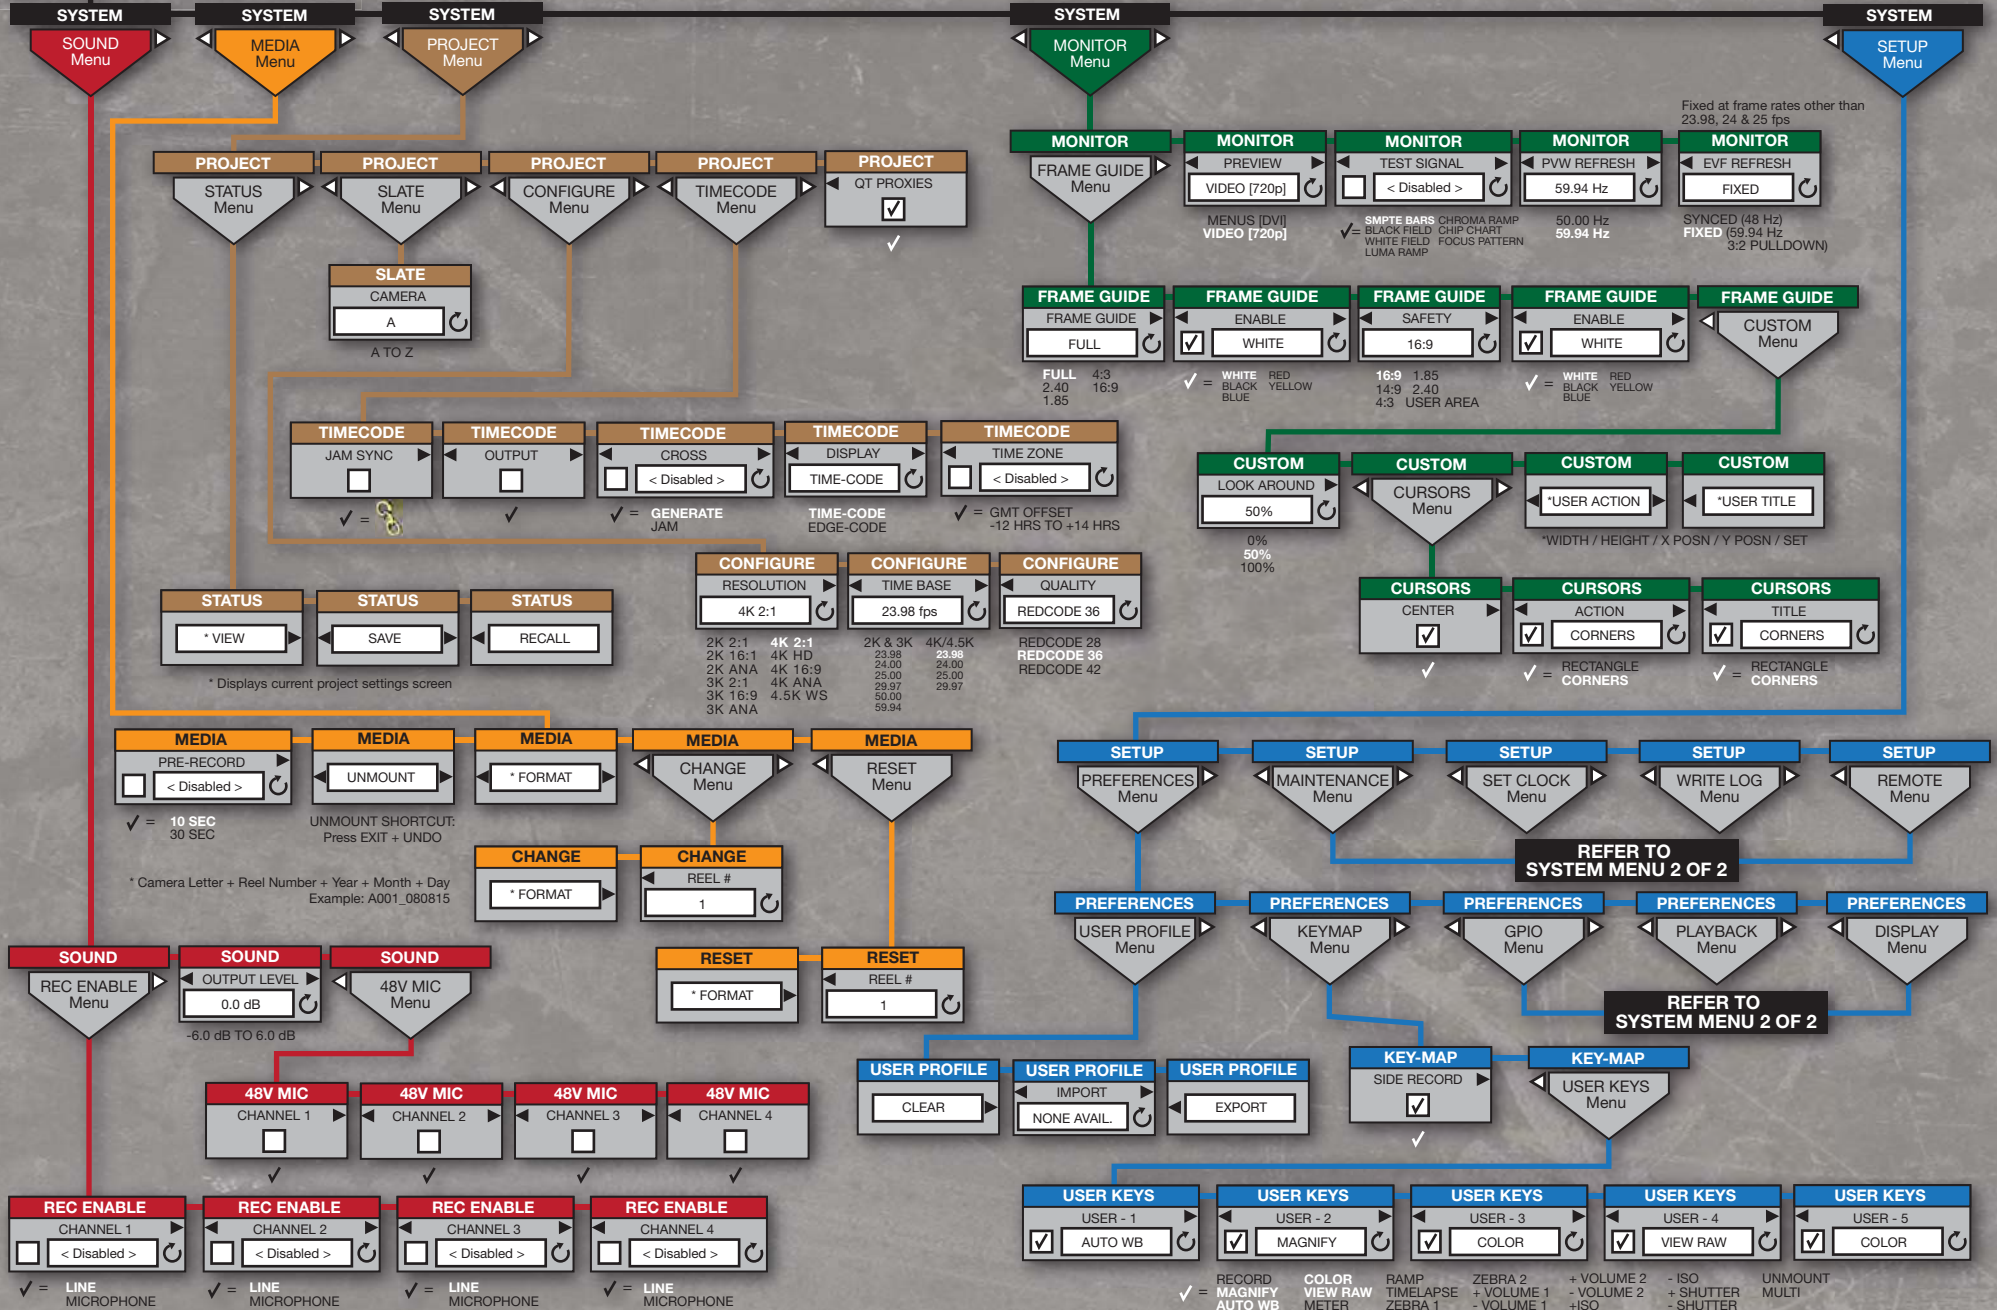 SYSTEM
SOUND
Menu
SYSTEM
MEDIA
Menu
SYSTEM
PROJECT
Menu
SYSTEM
MONITOR
Menu
SYSTEM
SETUP
Menu
PROJECT
STATUS
Menu
PROJECT
SLATE
Menu
PROJECT
CONFIGURE
Menu
PROJECT
TIMECODE
Menu
PROJECT
QT PROXIES
SLATE
CAMERA
A
A TO Z
Fixed at frame rates other than
23.98, 24 & 25 fps
MONITOR
FRAME GUIDE
Menu
MONITOR
PREVIEW
VIDEO [720p]
MENUS [DVI]
VIDEO [720p]
MONITOR
TEST SIGNAL
< Disabled >
= SMPTE BARS CHROMA RAMP
BLACK FIELD CHIP CHART
WHITE FIELD FOCUS PATTERN
LUMA RAMP
MONITOR
PVW REFRESH
59.94 Hz
50.00 Hz
59.94 Hz
MONITOR
EVF REFRESH
FIXED
SYNCED (48 Hz)
FIXED (59.94 Hz
3:2 PULLDOWN)
FRAME GUIDE
FRAME GUIDE
FULL
FULL 4:3
2.40 16:9
1.85
FRAME GUIDE
ENABLE
WHITE
= WHITE RED
BLACK YELLOW
BLUE
FRAME GUIDE
SAFETY
16:9
16:9 1.85
14:9 2.40
4:3 USER AREA
FRAME GUIDE
ENABLE
WHITE
= WHITE RED
BLACK YELLOW
BLUE
FRAME GUIDE
CUSTOM
Menu
TIMECODE
JAM SYNC
=
TIMECODE
OUTPUT
TIMECODE
CROSS
< Disabled >
= GENERATE
JAM
TIMECODE
DISPLAY
TIME-CODE
TIME-CODE
EDGE-CODE
TIMECODE
TIME ZONE
< Disabled >
= GMT OFFSET
-12 HRS TO +14 HRS
CUSTOM
LOOK AROUND
50%
0%
50%
100%
CUSTOM
CURSORS
Menu
CUSTOM
*USER ACTION
CUSTOM
*USER TITLE
*WIDTH / HEIGHT / X POSN / Y POSN / SET
CURSORS
CENTER
CURSORS
ACTION
CORNERS
= RECTANGLE
CORNERS
CURSORS
TITLE
CORNERS
= RECTANGLE
CORNERS
CONFIGURE
RESOLUTION
4K 2:1
2K 2:1 4K 2:1
2K 16:1 4K HD
2K ANA 4K 16:9
3K 2:1 4K ANA
3K 16:9 4.5K WS
3K ANA
CONFIGURE
TIME BASE
23.98 fps
2K & 3K 4K/4.5K
23.98 23.98
24.00 24.00
25.00 25.00
29.97 29.97
50.00
59.94
CONFIGURE
QUALITY
REDCODE 36
REDCODE 28
REDCODE 36
REDCODE 42
STATUS
* VIEW
STATUS
SAVE
STATUS
RECALL
* Displays current project settings screen
MEDIA
PRE-RECORD
< Disabled >
= 10 SEC
30 SEC
MEDIA
UNMOUNT
UNMOUNT SHORTCUT:
Press EXIT + UNDO
MEDIA
* FORMAT
MEDIA
CHANGE
Menu
MEDIA
RESET
Menu
* Camera Letter + Reel Number + Year + Month + Day
Example: A001_080815
CHANGE
* FORMAT
CHANGE
REEL #
1
RESET
* FORMAT
RESET
REEL #
1
SETUP
PREFERENCES
Menu
SETUP
MAINTENANCE
Menu
SETUP
SET CLOCK
Menu
SETUP
WRITE LOG
Menu
SETUP
REMOTE
Menu
REFER TO
SYSTEM MENU 2 OF 2
PREFERENCES
USER PROFILE
Menu
PREFERENCES
KEYMAP
Menu
PREFERENCES
GPIO
Menu
PREFERENCES
PLAYBACK
Menu
PREFERENCES
DISPLAY
Menu
REFER TO
SYSTEM MENU 2 OF 2
SOUND
REC ENABLE
Menu
SOUND
OUTPUT LEVEL
0.0 dB
-6.0 dB TO 6.0 dB
SOUND
48V MIC
Menu
48V MIC
CHANNEL 1
48V MIC
CHANNEL 2
48V MIC
CHANNEL 3
48V MIC
CHANNEL 4
USER PROFILE
CLEAR
USER PROFILE
IMPORT
NONE AVAIL.
USER PROFILE
EXPORT
KEY-MAP
SIDE RECORD
KEY-MAP
USER KEYS
Menu
REC ENABLE
CHANNEL 1
< Disabled >
= LINE
MICROPHONE
REC ENABLE
CHANNEL 2
< Disabled >
= LINE
MICROPHONE
REC ENABLE
CHANNEL 3
< Disabled >
= LINE
MICROPHONE
REC ENABLE
CHANNEL 4
< Disabled >
= LINE
MICROPHONE
USER KEYS
USER - 1
AUTO WB
USER KEYS
USER - 2
MAGNIFY
USER KEYS
USER - 3
COLOR
USER KEYS
USER - 4
VIEW RAW
USER KEYS
USER - 5
COLOR
RECORD COLOR RAMP ZEBRA 2 + VOLUME 2 - ISO UNMOUNT
= MAGNIFY VIEW RAW TIMELAPSE + VOLUME 1 - VOLUME 2 + SHUTTER MULTI
AUTO WB METER ZEBRA 1 - VOLUME 1 +ISO - SHUTTER